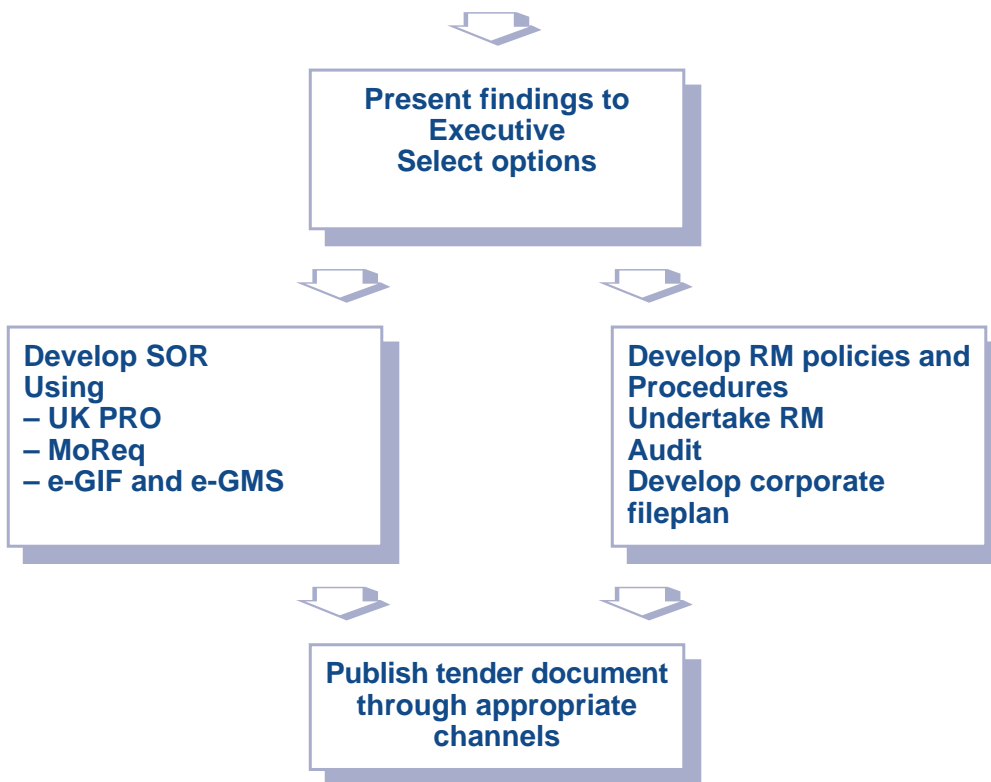 Present findings to
Executive
Select options
Develop SOR
Using
– UK PRO
– MoReq
– e-GIF and e-GMS
Develop RM policies and
Procedures
Undertake RM
Audit
Develop corporate
fileplan
Publish tender document
through appropriate
channels